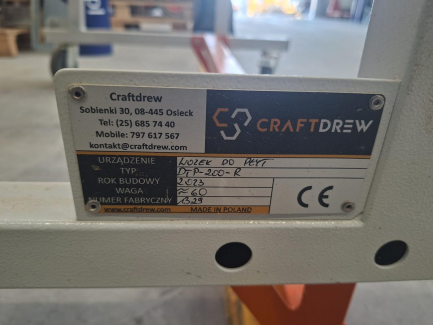 Craftdrew
Sobienki 30, 08-445 Osieck
Tel: (25) 685 74 40
Mobile: 797 617 567
kontakt@craftdrew.com
CRAFTDREW
URZĄDZENIE WÓZEK DO PŁYT
TYP DTP-200-R
ROK BUDOWY 2023
WAGA ≈60
NUMER FABRYCZNY 1329
www.craftdrew.com MADE IN POLAND
CE